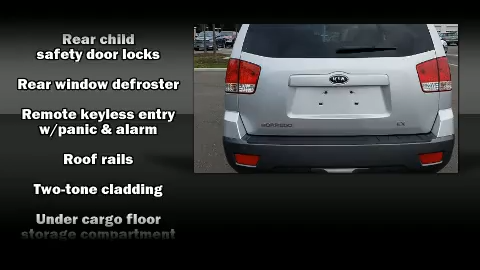 Rear child
safety door locks
Rear window defroster
Remote keyless entry
w/panic & alarm
Roof rails
Two-tone cladding
Under cargo floor
storage compartment
KIA
SORENTO